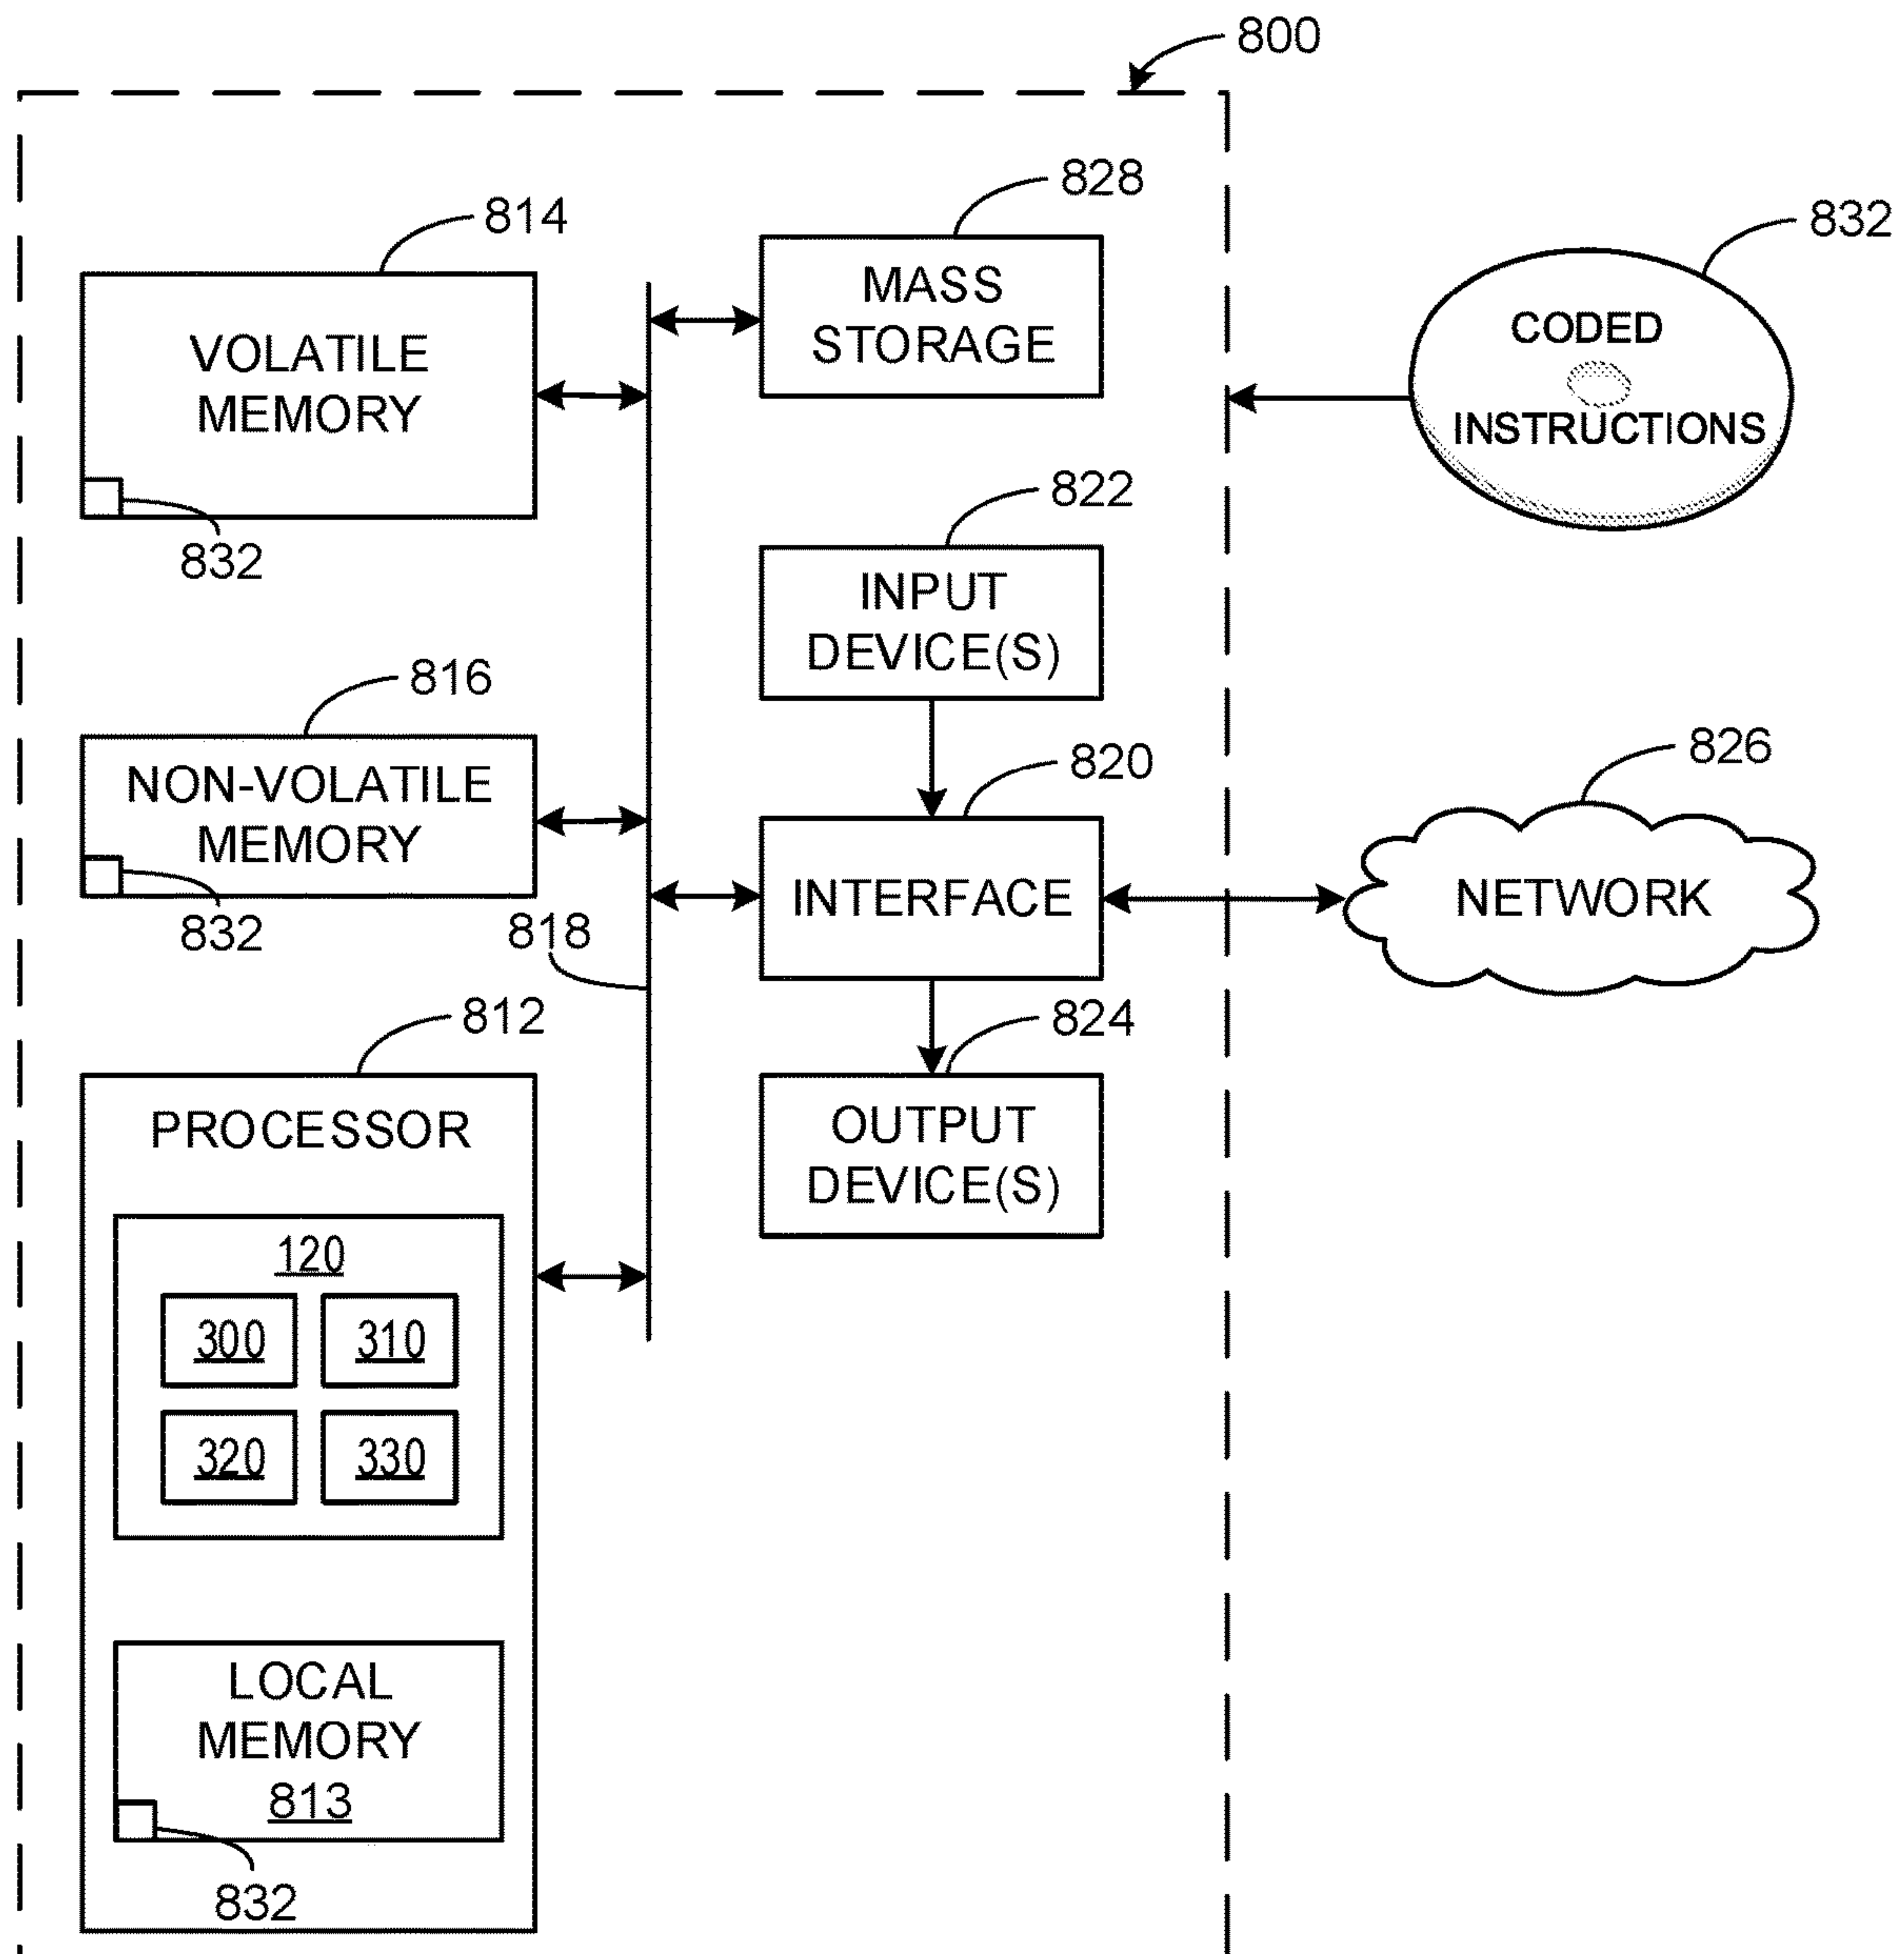 800
828
814
832
MASS
STORAGE
VOLATILE
MEMORY
CODED
INSTRUCTIONS
822
832
INPUT
DEVICE(S)
816
820
826
NON-VOLATILE
MEMORY
INTERFACE
NETWORK
832
818
812
824
PROCESSOR
OUTPUT
DEVICE(S)
120
300
310
320
330
LOCAL
MEMORY
813
832